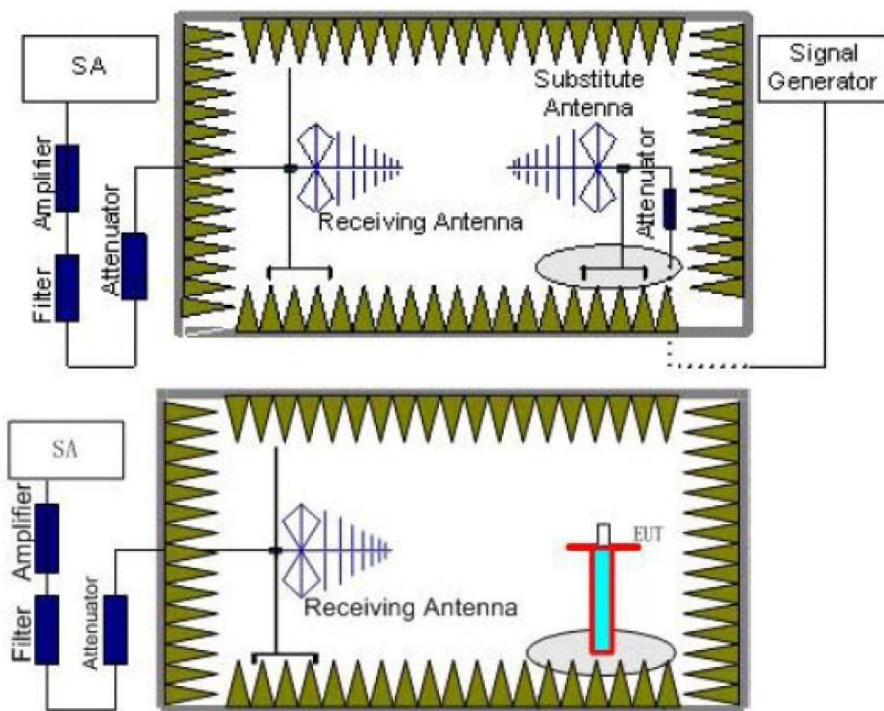 SA
Signal
Generator
Substitute
Antenna
Amplifier
Attenuator
Filter
Receiving Antenna
Attenuator
SA
Amplifier
Filter
Attenuator
EUT
Receiving Antenna